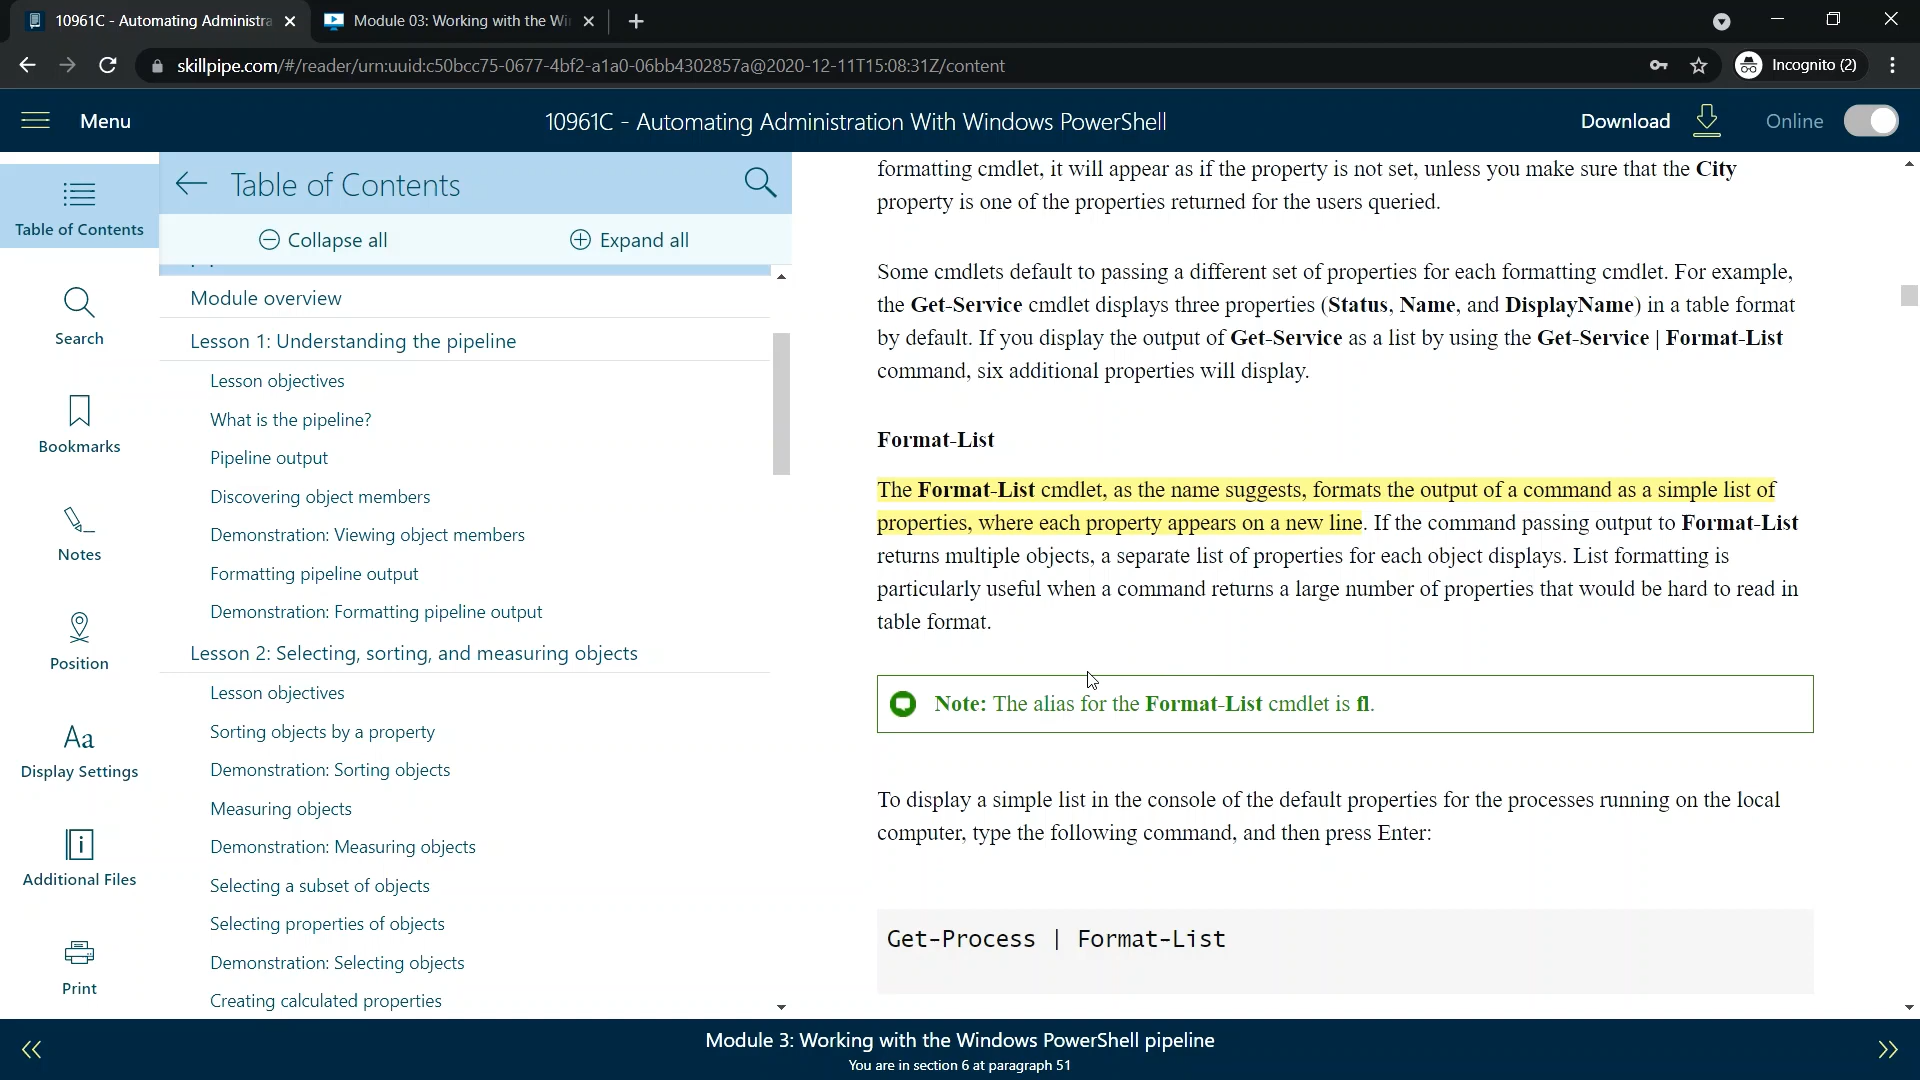 10961C - Automating Administra
Module 03: Working with the Wi
skillpipe.com/#/reader/urn:uuid:c50bcc75-0677-4bf2-a1a0-06bb4302857a@2020-12-11T15:08:31Z/content
Incognito (2)
Menu
10961C - Automating Administration With Windows PowerShell
Download
Online
Table of Contents
Search
Bookmarks
Notes
Position
Aa
Display Settings
Additional Files
Print
Table of Contents
Collapse all
Expand all
Module overview
Lesson 1: Understanding the pipeline
Lesson objectives
What is the pipeline?
Pipeline output
Discovering object members
Demonstration: Viewing object members
Formatting pipeline output
Demonstration: Formatting pipeline output
Lesson 2: Selecting, sorting, and measuring objects
Lesson objectives
Sorting objects by a property
Demonstration: Sorting objects
Measuring objects
Demonstration: Measuring objects
Selecting a subset of objects
Selecting properties of objects
Demonstration: Selecting objects
Creating calculated properties
formatting cmdlet, it will appear as if the property is not set, unless you make sure that the City
property is one of the properties returned for the users queried.
Some cmdlets default to passing a different set of properties for each formatting cmdlet. For example,
the Get-Service cmdlet displays three properties (Status, Name, and DisplayName) in a table format
by default. If you display the output of Get-Service as a list by using the Get-Service | Format-List
command, six additional properties will display.
Format-List
The Format-List cmdlet, as the name suggests, formats the output of a command as a simple list of
properties, where each property appears on a new line. If the command passing output to Format-List
returns multiple objects, a separate list of properties for each object displays. List formatting is
particularly useful when a command returns a large number of properties that would be hard to read in
table format.
Note: The alias for the Format-List cmdlet is fl.
To display a simple list in the console of the default properties for the processes running on the local
computer, type the following command, and then press Enter:
Get-Process | Format-List
Module 3: Working with the Windows PowerShell pipeline
You are in section 6 at paragraph 51